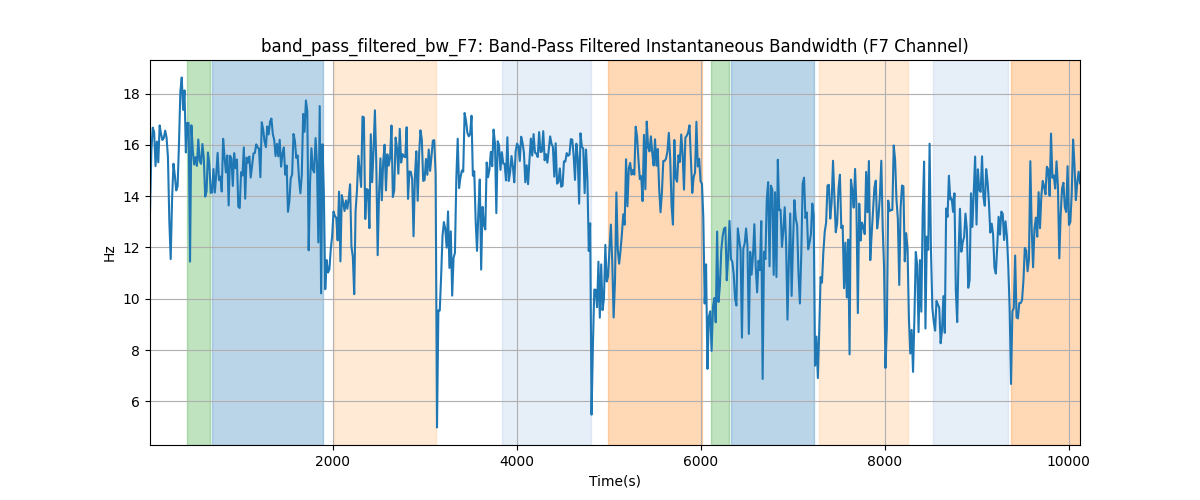 band_pass_filtered_bw_F7: Band-Pass Filtered Instantaneous Bandwidth (F7 Channel)
18
16
14
12
10
8
6
Hz
2000 4000 6000 8000 10000
Time(s)